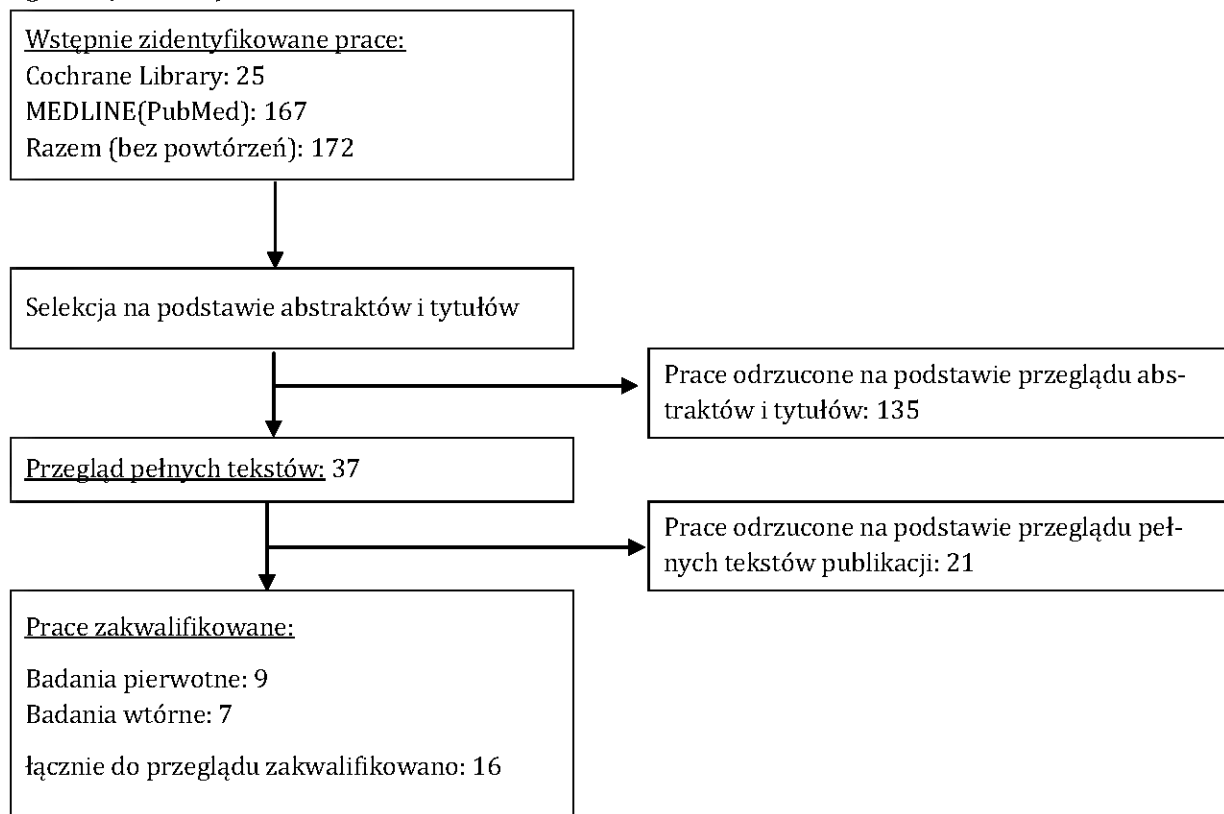 Wstępnie zidentyfikowane prace:
Cochrane Library: 25
MEDLINE(PubMed): 167
Razem (bez powtórzeń): 172
Selekcja na podstawie abstraktów i tytułów
Prace odrzucone na podstawie przeglądu abs-
traktów i tytułów: 135
Przegląd pełnych tekstów: 37
Prace odrzucone na podstawie przeglądu peł-
nych tekstów publikacji: 21
Prace zakwalifikowane:
Badania pierwotne: 9
Badania wtórne: 7
łącznie do przeglądu zakwalifikowano: 16